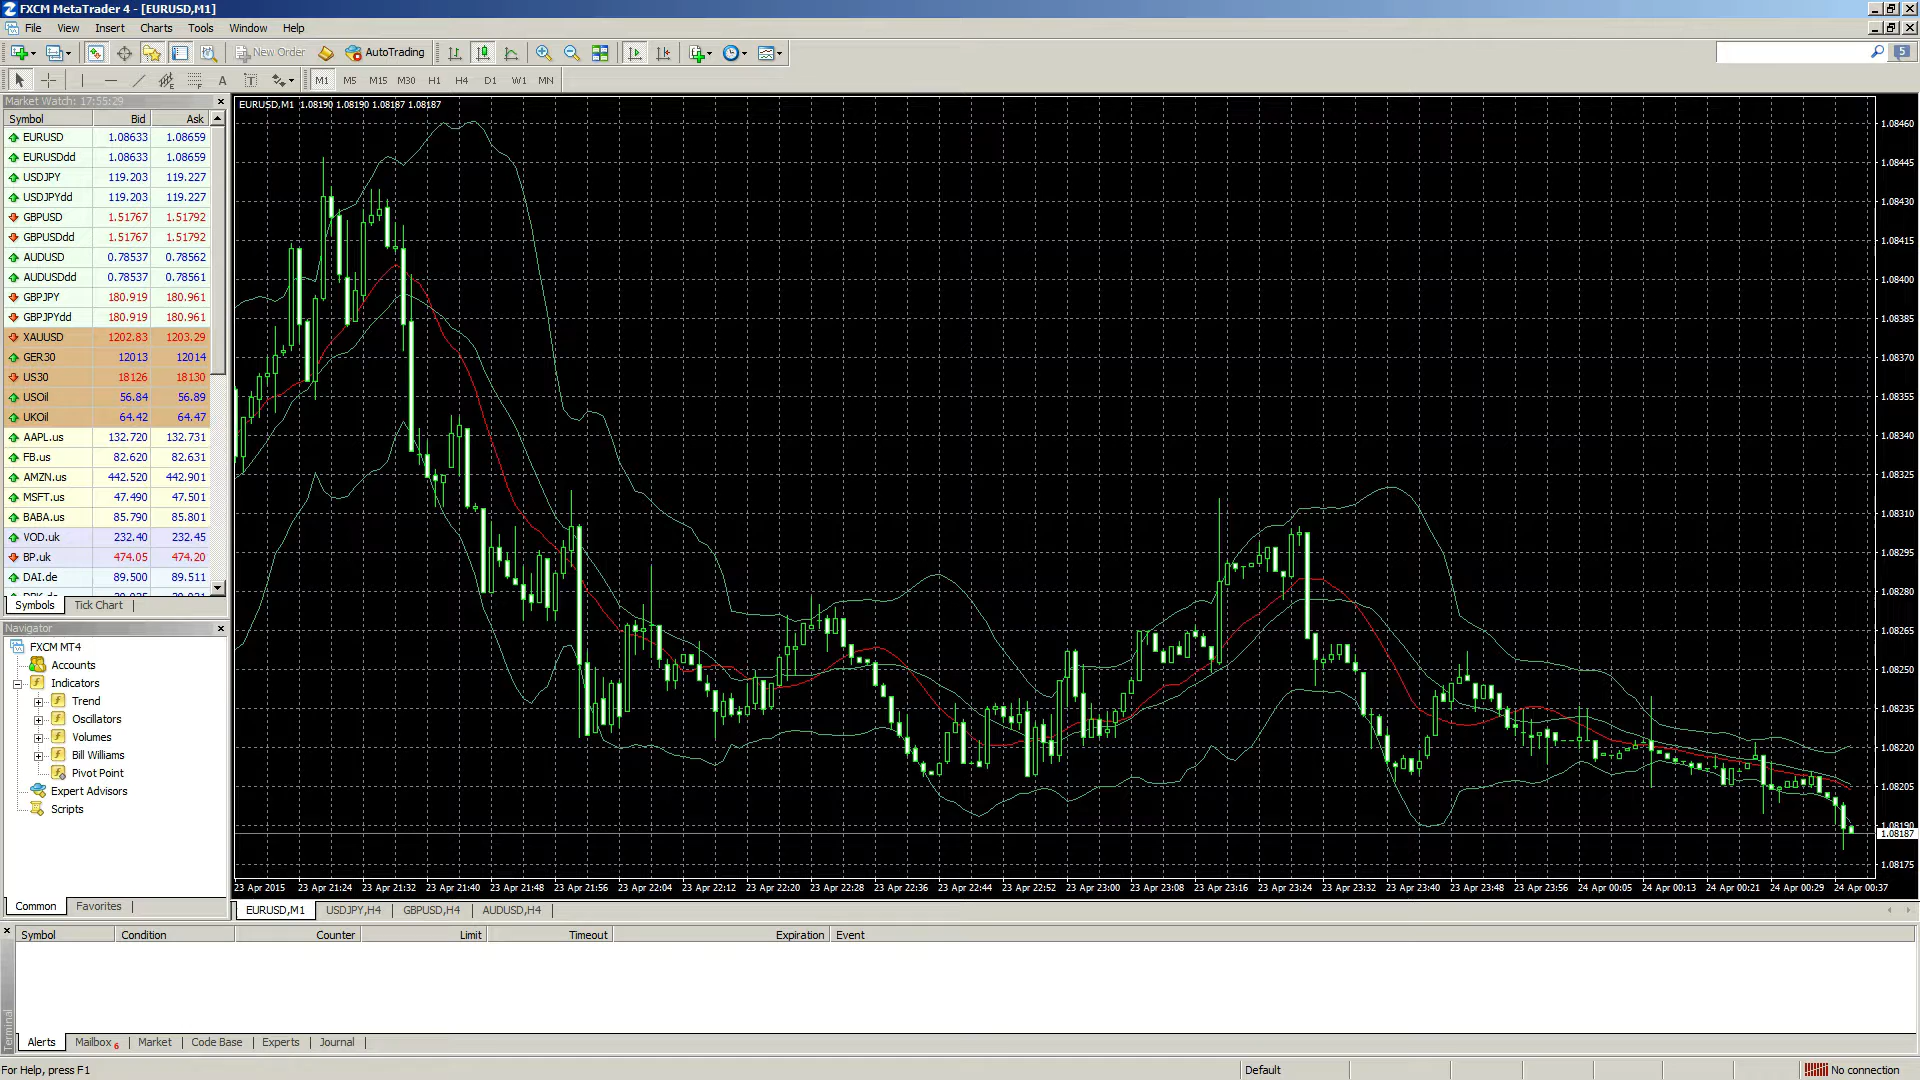 FXCM MetaTrader 4 - [EURUSD,M1]
File View Insert Charts Tools Window Help
New Order AutoTrading
5
A T
M1 M5 M15 M30 H1 H4 D1 W1 MN
Market Watch: 17:55:29
Symbol Bid Ask
EURUSD 1.08633 1.08659
EURUSDdd 1.08633 1.08659
USDJPY 119.203 119.227
USDJPYdd 119.203 119.227
GBPUSD 1.51767 1.51792
GBPUSDdd 1.51767 1.51792
AUDUSD 0.78537 0.78562
AUDUSDdd 0.78537 0.78561
GBPJPY 180.919 180.961
GBPJPYdd 180.919 180.961
XAUUSD 1202.83 1203.29
GER30 12013 12014
US30 18126 18130
USOil 56.84 56.89
UKOil 64.42 64.47
AAPL.us 132.720 132.731
FB.us 82.620 82.631
AMZN.us 442.520 442.901
MSFT.us 47.490 47.501
BABA.us 85.790 85.801
VOD.uk 232.40 232.45
BP.uk 474.05 474.20
DAI.de 89.500 89.511
Symbols Tick Chart
Navigator
FXCM MT4
Accounts
Indicators
Trend
Oscillators
Volumes
Bill Williams
Pivot Point
Expert Advisors
Scripts
Common Favorites
EURUSD,M1 1.08190 1.08190 1.08187 1.08187
1.08460
1.08445
1.08430
1.08415
1.08400
1.08385
1.08370
1.08355
1.08340
1.08325
1.08310
1.08295
1.08280
1.08265
1.08250
1.08235
1.08220
1.08205
1.08190
1.08187
1.08175
23 Apr 2015 23 Apr 21:24 23 Apr 21:32 23 Apr 21:40 23 Apr 21:48 23 Apr 21:56 23 Apr 22:04 23 Apr 22:12 23 Apr 22:20 23 Apr 22:28 23 Apr 22:36 23 Apr 22:44 23 Apr 22:52 23 Apr 23:00 23 Apr 23:08 23 Apr 23:16 23 Apr 23:24 23 Apr 23:32 23 Apr 23:40 23 Apr 23:48 23 Apr 23:56 24 Apr 00:05 24 Apr 00:13 24 Apr 00:21 24 Apr 00:29 24 Apr 00:37
EURUSD,M1 USDJPY,H4 GBPUSD,H4 AUDUSD,H4
Symbol Condition Counter Limit Timeout Expiration Event
Terminal
Alerts Mailbox 6 Market Code Base Experts Journal
For Help, press F1 Default No connection